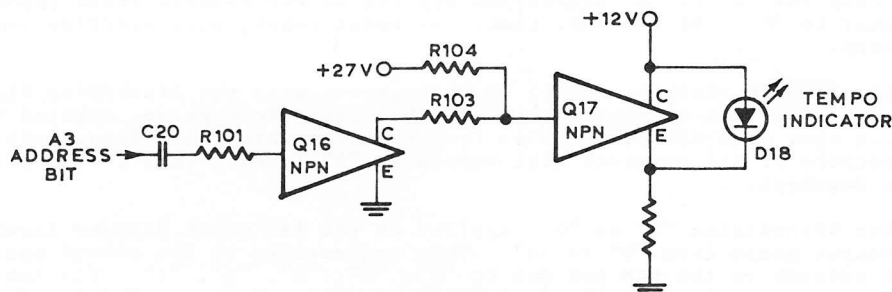 +12V
R104
+27V
R103
C
Q17
NPN
E
TEMPO
INDICATOR
D18
A3
ADDRESS
BIT
C20
R101
Q16
NPN
C
E